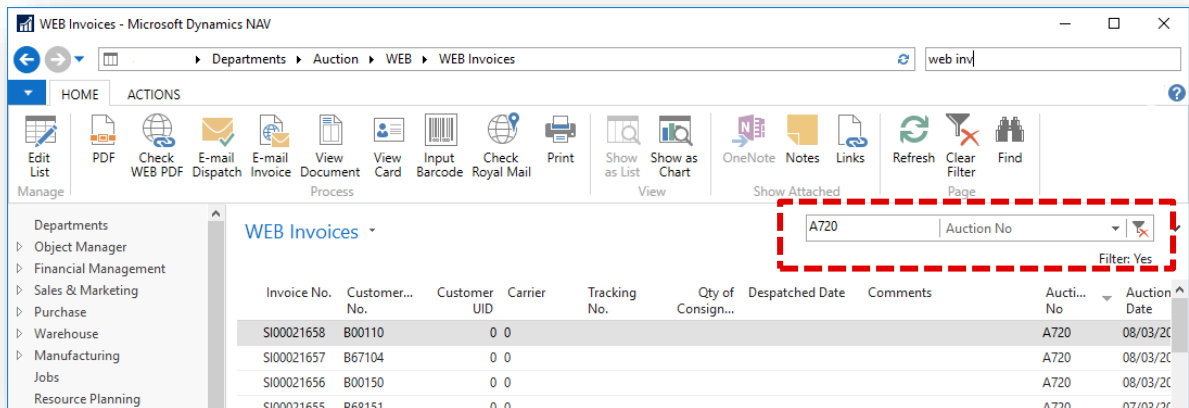 WEB Invoices - Microsoft Dynamics NAV
Departments Auction WEB WEB Invoices
web inv
HOME ACTIONS
Edit List PDF Check WEB PDF E-mail Dispatch E-mail Invoice View Document View Card Input Barcode Check Royal Mail Print Show as List Show as Chart OneNote Notes Links Refresh Clear Filter Find
Manage Process View Show Attached Page
Departments
Object Manager
Financial Management
Sales & Marketing
Purchase
Warehouse
Manufacturing
Jobs
Resource Planning
WEB Invoices
A720 Auction No
Filter: Yes
Invoice No. Customer... No. Customer UID Carrier Tracking No. Qty of Consign... Despatched Date Comments Aucti... No Auction Date
SI00021658 B00110 0 0 A720 08/03/20
SI00021657 B67104 0 0 A720 08/03/20
SI00021656 B00150 0 0 A720 08/03/20
SI00021655 B68151 0 0 A720 07/03/20